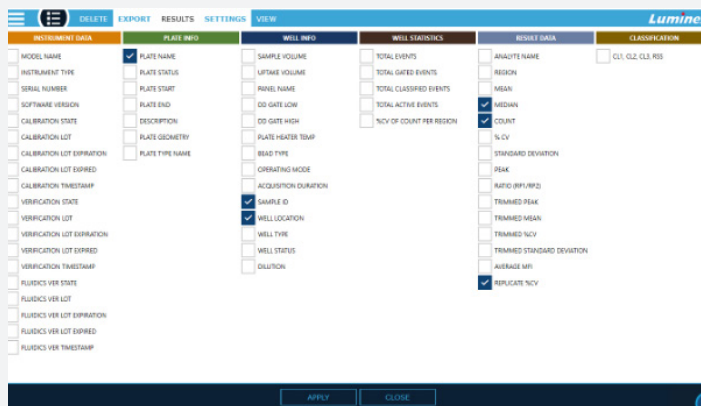 DELETE EXPORT RESULTS SETTINGS VIEW Lumine
INSTRUMENT DATA
MODEL NAME
INSTRUMENT TYPE
SERIAL NUMBER
SOFTWARE VERSION
CALIBRATION STATE
CALIBRATION LOT
CALIBRATION LOT EXPIRATION
CALIBRATION LOT EXPIRED
CALIBRATION TIMESTAMP
VERIFICATION STATE
VERIFICATION LOT
VERIFICATION LOT EXPIRATION
VERIFICATION LOT EXPIRED
VERIFICATION TIMESTAMP
FLUIDICS VER STATE
FLUIDICS VER LOT
FLUIDICS VER LOT EXPIRATION
FLUIDICS VER LOT EXPIRED
FLUIDICS VER TIMESTAMP
PLATE INFO
PLATE NAME
PLATE STATUS
PLATE START
PLATE END
DESCRIPTION
PLATE GEOMETRY
PLATE TYPE NAME
WELL INFO
SAMPLE VOLUME
UPTAKE VOLUME
PANEL NAME
DD GATE LOW
DD GATE HIGH
PLATE HEATER TEMP
BEAD TYPE
OPERATING MODE
ACQUISITION DURATION
SAMPLE ID
WELL LOCATION
WELL TYPE
WELL STATUS
DILUTION
WELL STATISTICS
TOTAL EVENTS
TOTAL GATED EVENTS
TOTAL CLASSIFIED EVENTS
TOTAL ACTIVE EVENTS
%CV OF COUNT PER REGION
RESULT DATA
ANALYTE NAME
REGION
MEAN
MEDIAN
COUNT
% CV
STANDARD DEVIATION
PEAK
RATIO (RP1/RP2)
TRIMMED PEAK
TRIMMED MEAN
TRIMMED %CV
TRIMMED STANDARD DEVIATION
AVERAGE MFI
REPLICATE %CV
CLASSIFICATION
CL1, CL2, CL3, RSS
APPLY CLOSE